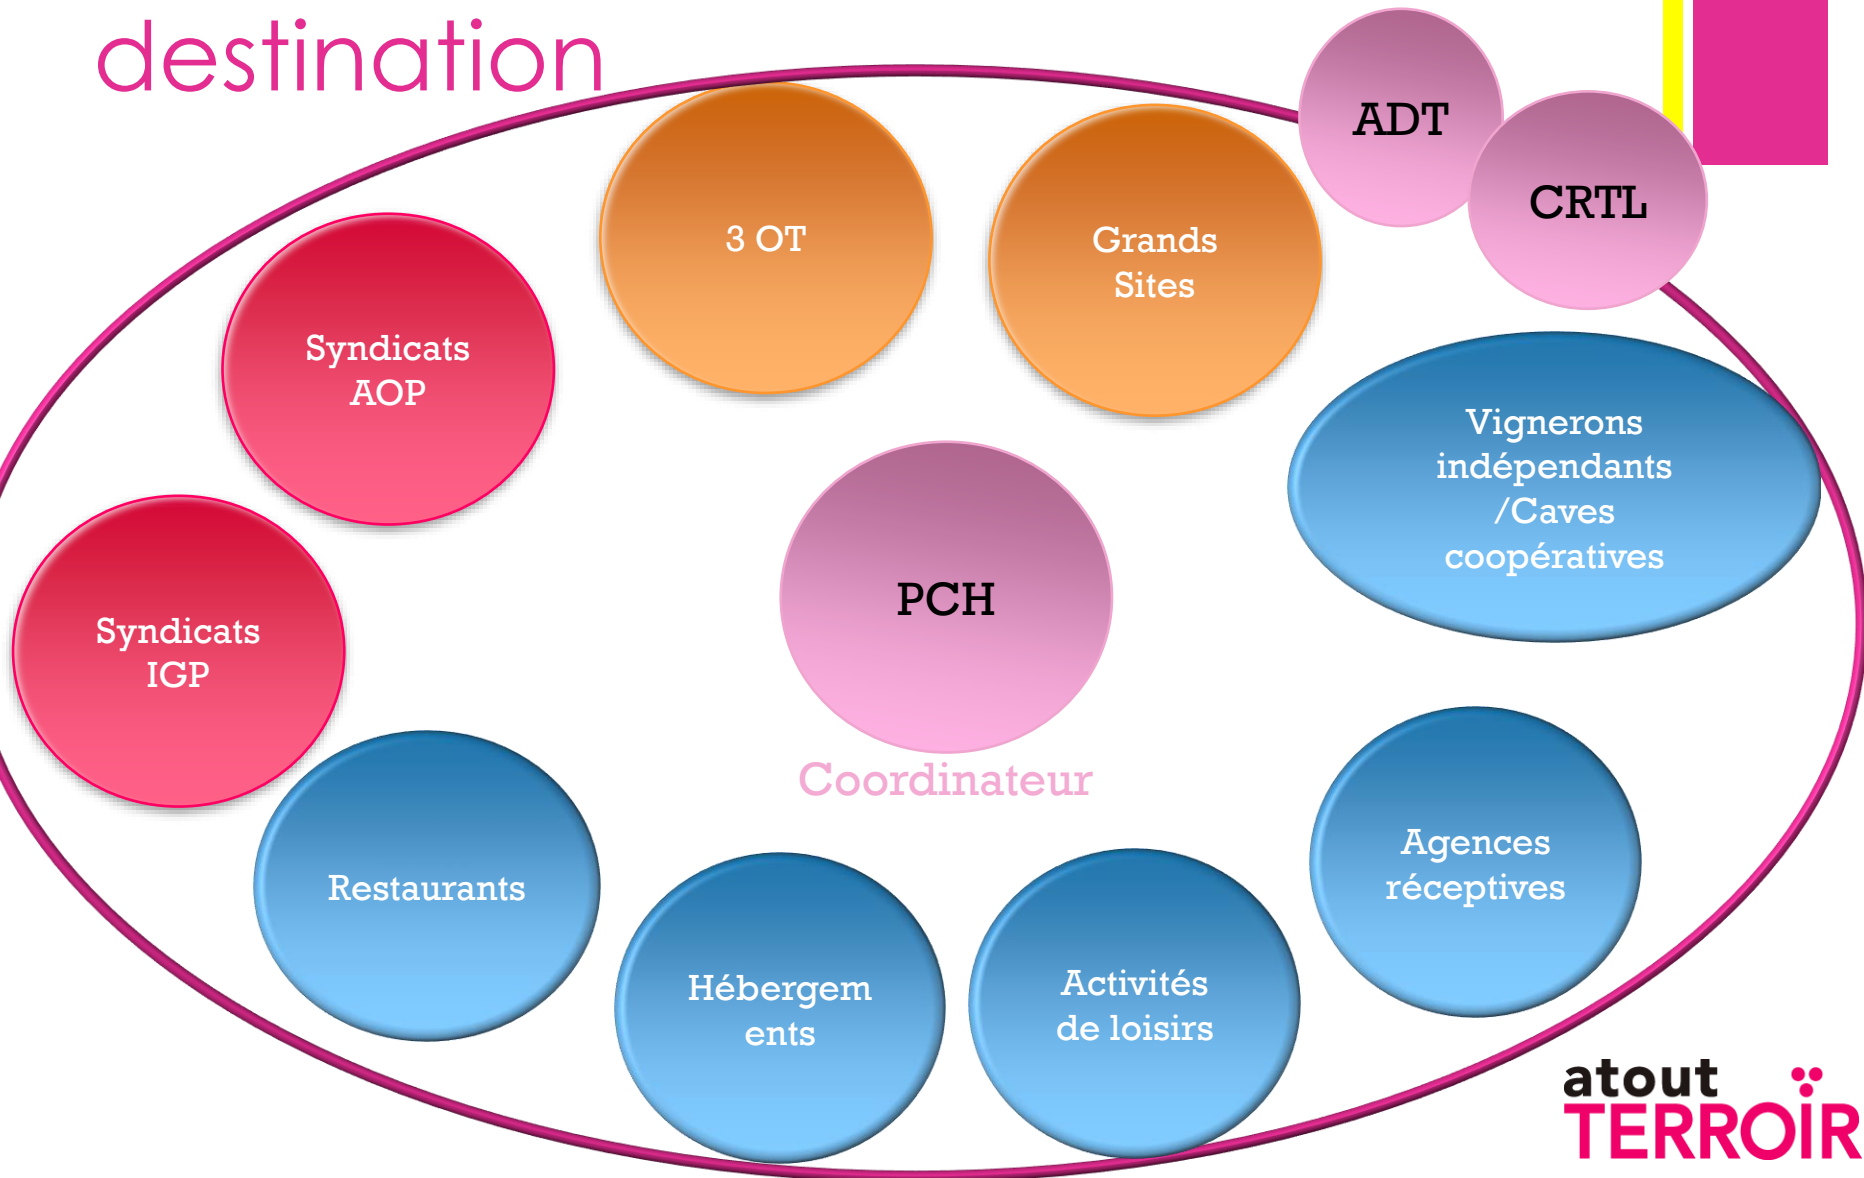 destination
ADT
CRTL
3 OT
Grands
Sites
Syndicats
AOP
Vignerons
indépendants
/Caves
coopératives
PCH
Syndicats
IGP
Coordinateur
Agences
réceptives
Restaurants
Hébergem
ents
Activités
de loisirs
atout
TERROIR